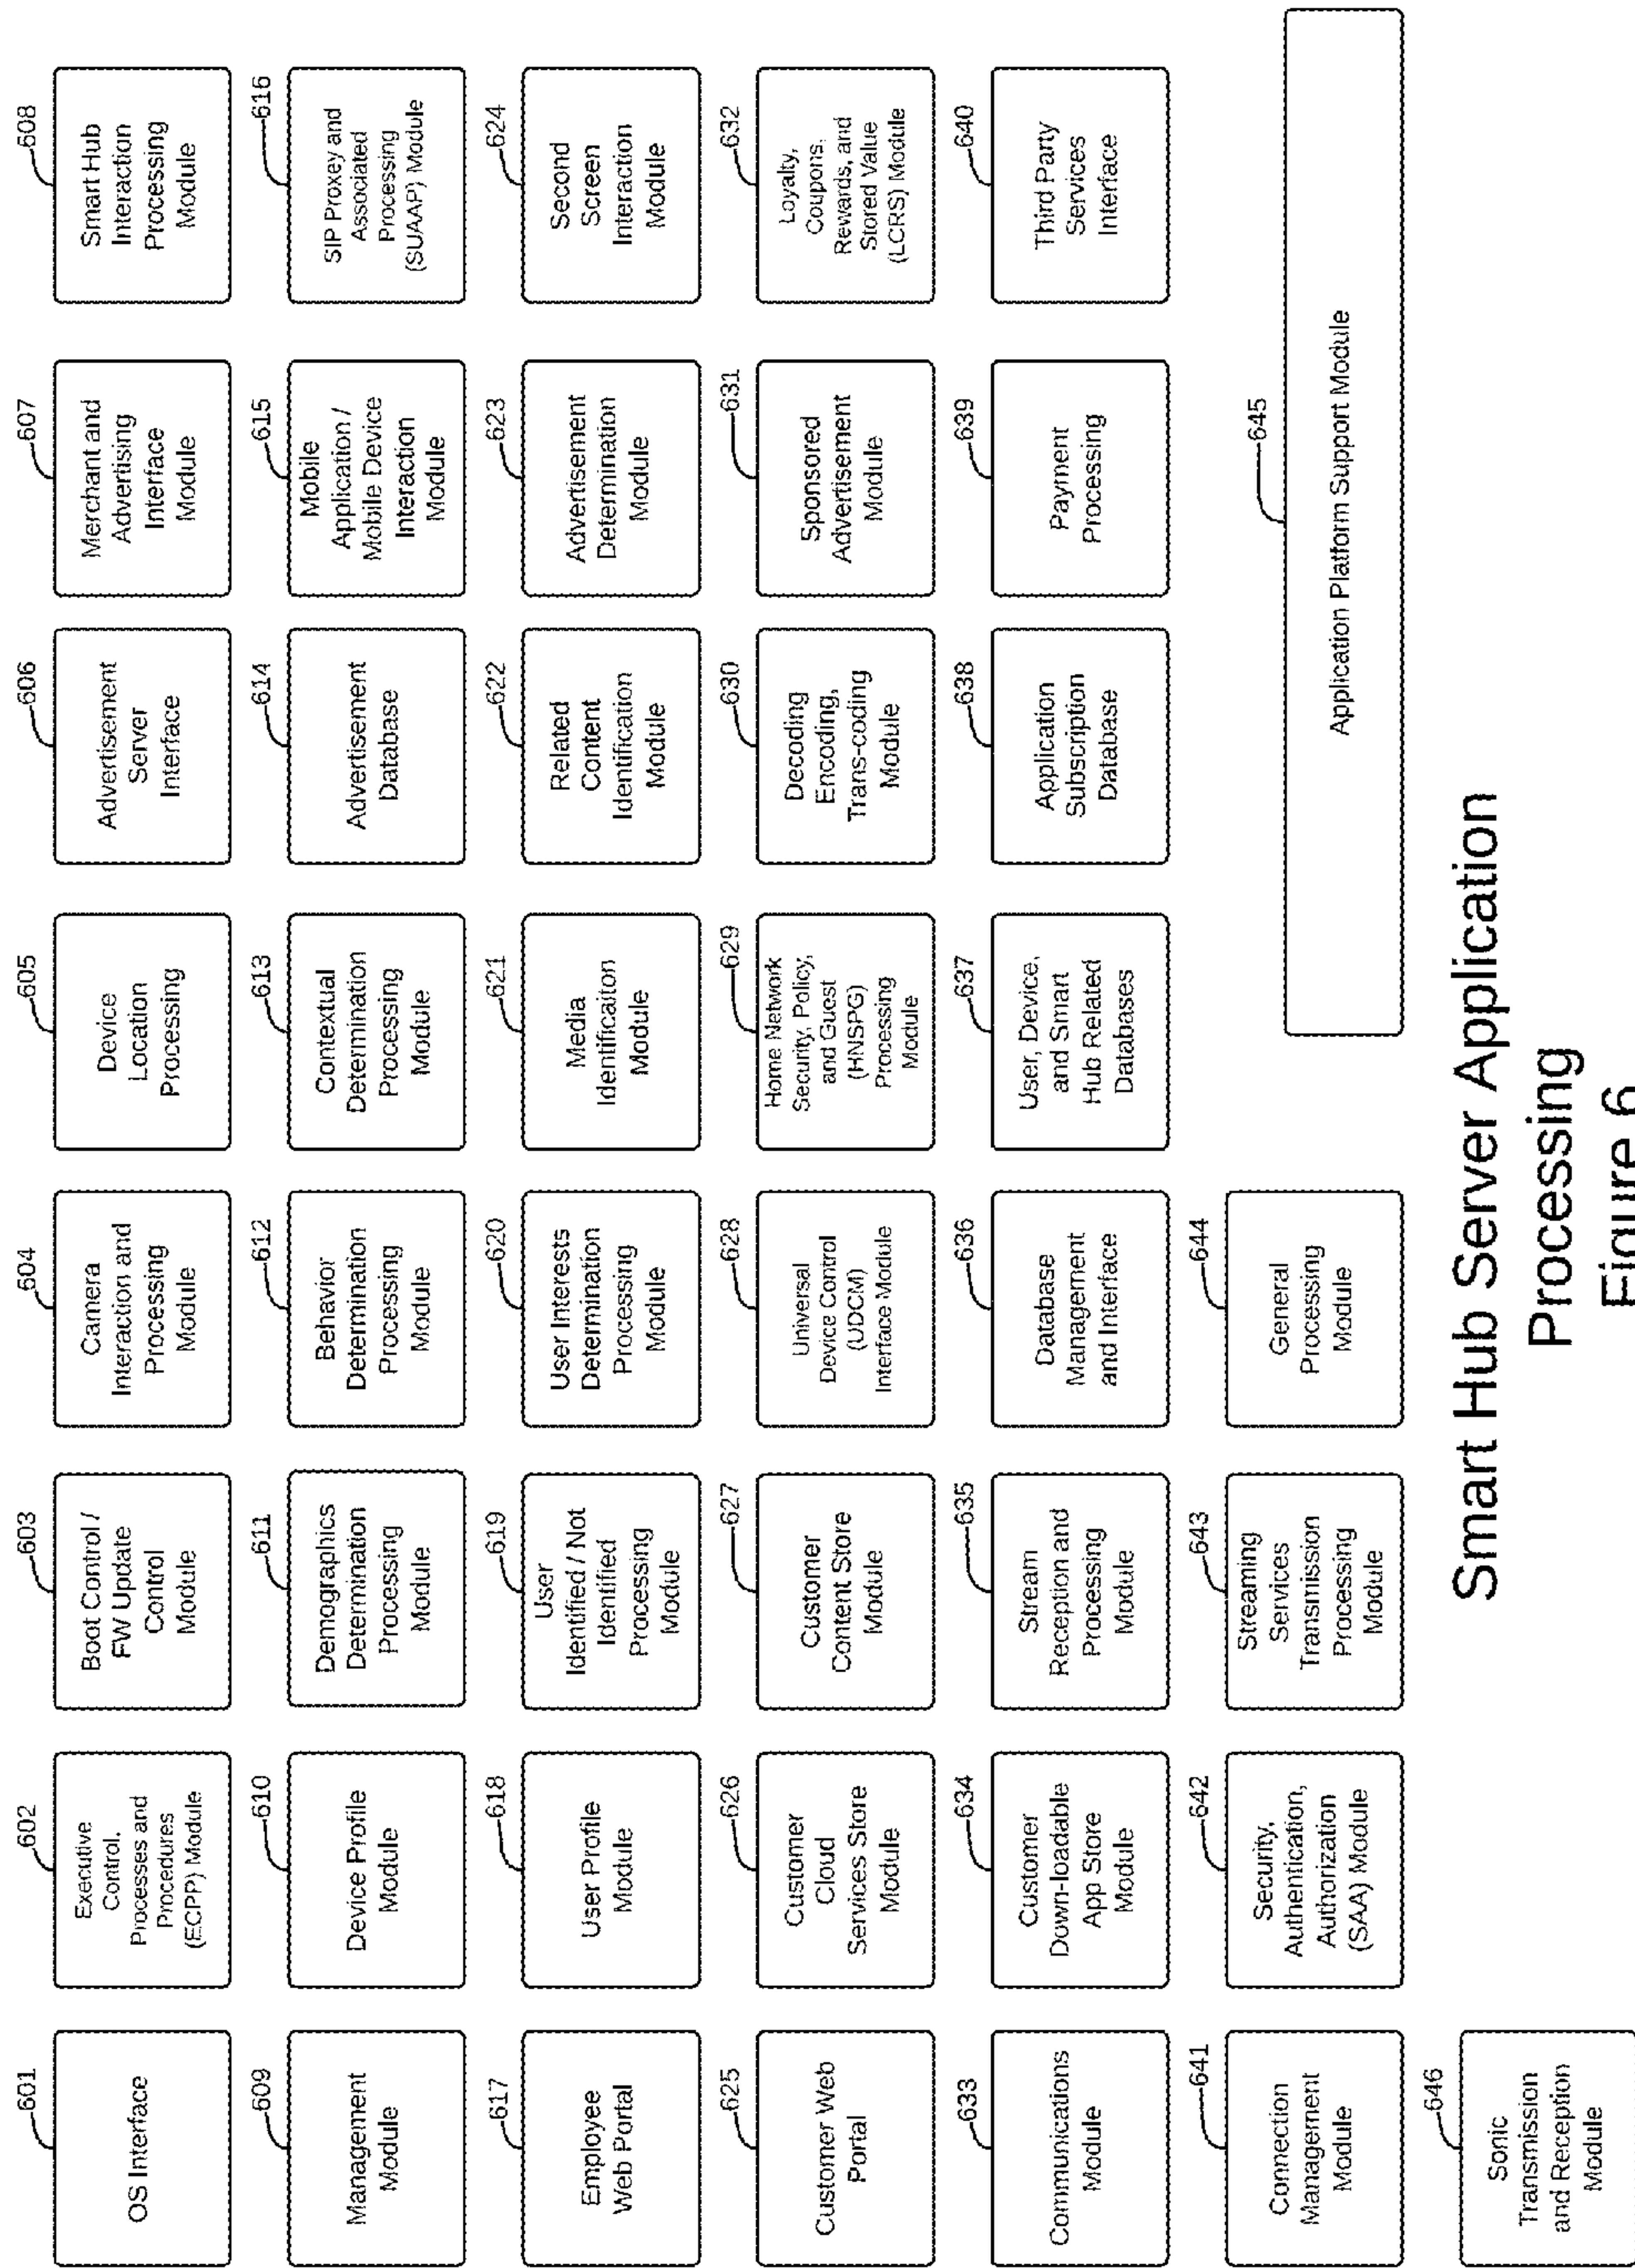 601
OS Interface
602
Executive
Control,
Processes and
Procedures
(ECPP) Module
603
Boot Control /
FW Update
Control
Module
604
Camera
Interaction and
Processing
Module
605
Device
Location
Processing
606
Advertisement
Server
Interface
607
Merchant and
Advertising
Interface
Module
608
Smart Hub
Interaction
Processing
Module
609
Management
Module
610
Device Profile
Module
611
Demographics
Determination
Processing
Module
612
Behavior
Determination
Processing
Module
613
Contextual
Determination
Processing
Module
614
Advertisement
Database
615
Mobile
Application /
Mobile Device
Interaction
Module
616
SIP Proxey and
Associated
Processing
(SUAAP) Module
617
Employee
Web Portal
618
User Profile
Module
619
User
Identified / Not
Identified
Processing
Module
620
User Interests
Determination
Processing
Module
621
Media
Identificaiton
Module
622
Related
Content
Identification
Module
623
Advertisement
Determination
Module
624
Second
Screen
Interaction
Module
625
Customer Web
Portal
626
Customer
Cloud
Services Store
Module
627
Customer
Content Store
Module
628
Universal
Device Control
(UDCM)
Interface Module
629
Home Network
Security, Policy,
and Guest
(HNSPG)
Processing
Module
630
Decoding
Encoding,
Trans-coding
Module
631
Sponsored
Advertisement
Module
632
Loyalty,
Coupons,
Rewards, and
Stored Value
(LCRS) Module
633
Communications
Module
634
Customer
Down-loadable
App Store
Module
635
Stream
Reception and
Processing
Module
636
Database
Management
and Interface
637
User, Device,
and Smart
Hub Related
Databases
638
Application
Subscription
Database
639
Payment
Processing
640
Third Party
Services
Interface
641
Connection
Management
Module
642
Security,
Authentication,
Authorization
(SAA) Module
643
Streaming
Services
Transmission
Processing
Module
644
General
Processing
Module
645
Application Platform Support Module
646
Sonic
Transmission
and Reception
Module
Smart Hub Server Application
Processing
Figure 6